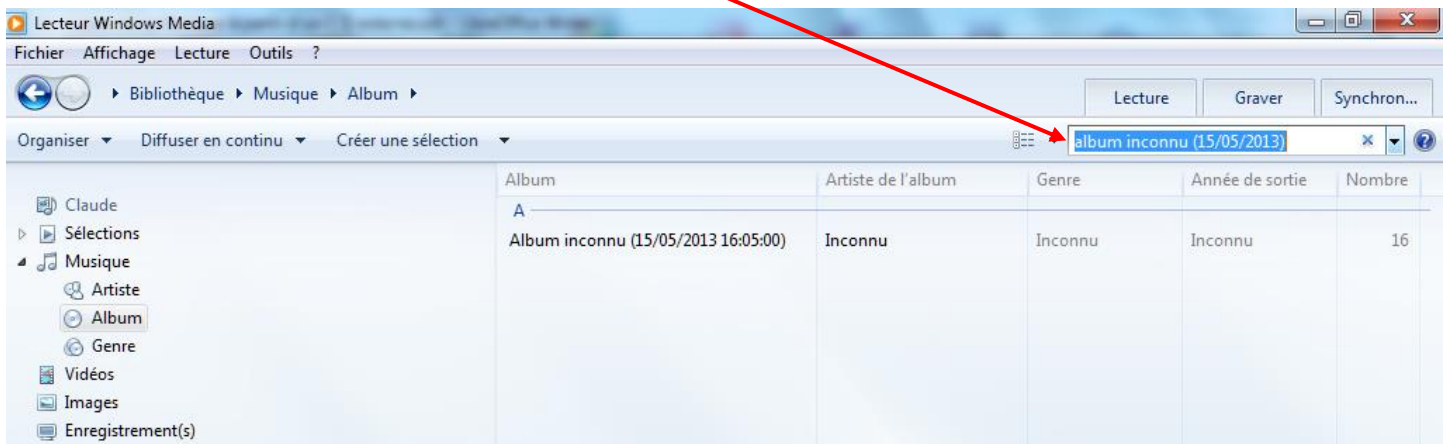 Lecteur Windows Media
Fichier Affichage Lecture Outils ?
Bibliothèque Musique Album
Lecture Graver Synchron...
Organiser Diffuser en continu Créer une sélection
album inconnu (15/05/2013)
Album Artiste de l'album Genre Année de sortie Nombre
Claude
A
Sélections
Album inconnu (15/05/2013 16:05:00) Inconnu Inconnu Inconnu 16
Musique
Artiste
Album
Genre
Vidéos
Images
Enregistrement(s)